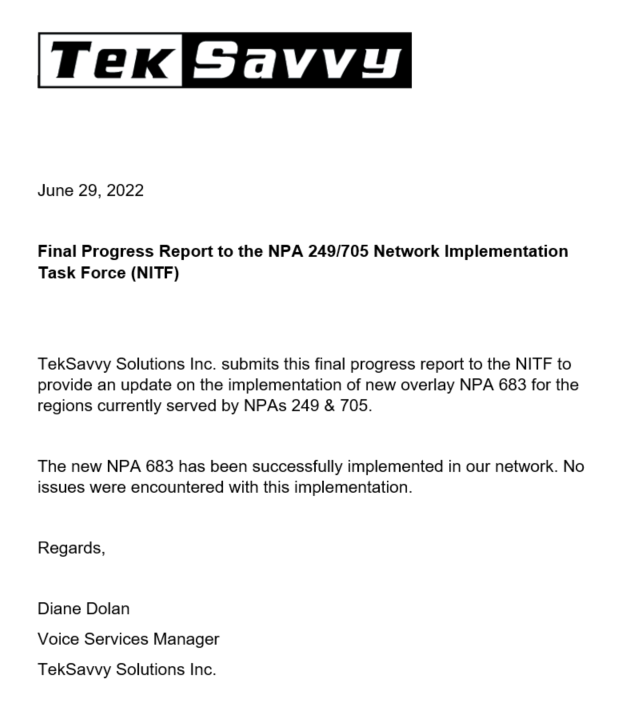 TekSavvy
June 29, 2022
Final Progress Report to the NPA 249/705 Network Implementation
Task Force (NITF)
TekSavvy Solutions Inc. submits this final progress report to the NITF to
provide an update on the implementation of new overlay NPA 683 for the
regions currently served by NPAs 249 & 705.
The new NPA 683 has been successfully implemented in our network. No
issues were encountered with this implementation.
Regards,
Diane Dolan
Voice Services Manager
TekSavvy Solutions Inc.